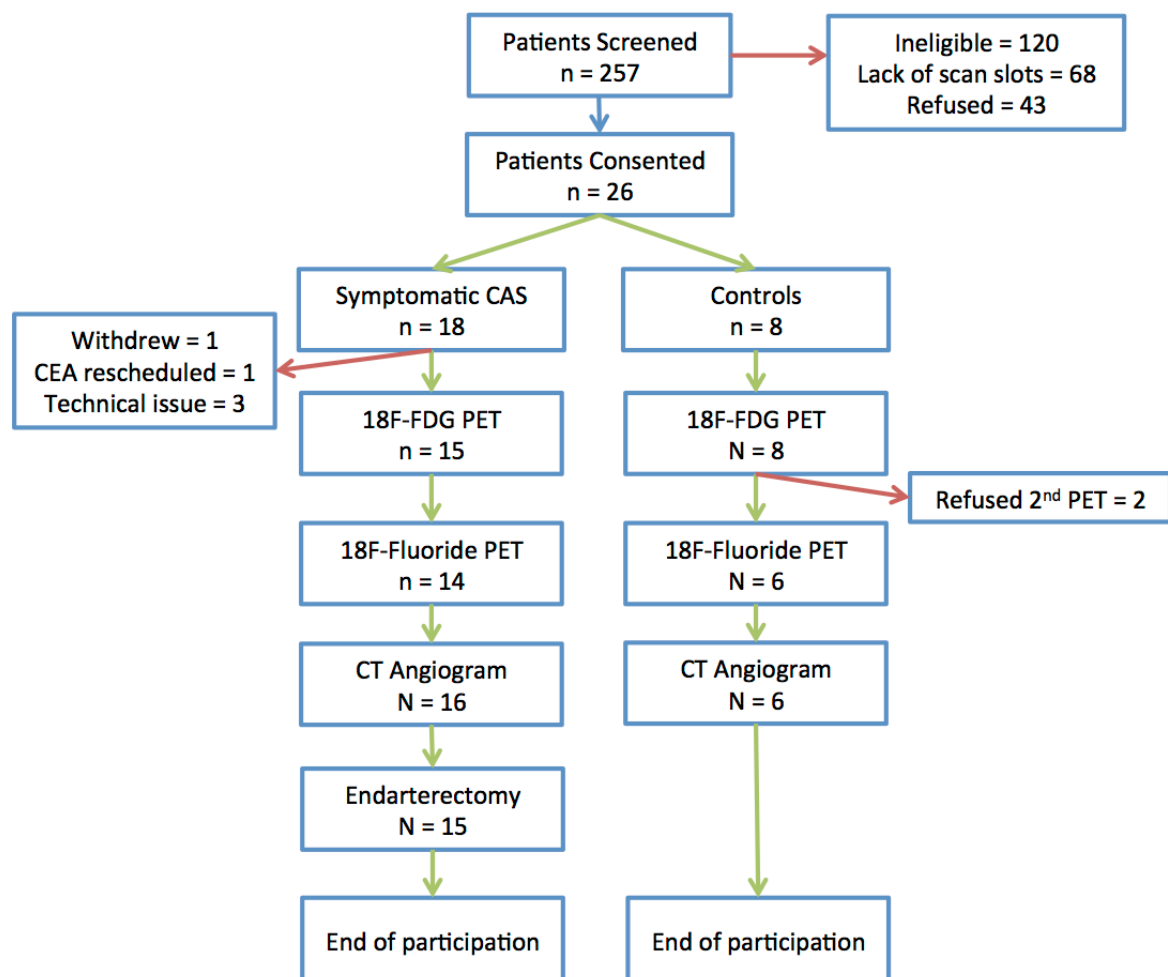 Patients Screened
n = 257
Ineligible = 120
Lack of scan slots = 68
Refused = 43
Patients Consented
n = 26
Symptomatic CAS
n = 18
Controls
n = 8
Withdrew = 1
CEA rescheduled = 1
Technical issue = 3
18F-FDG PET
n = 15
18F-FDG PET
N = 8
Refused 2nd PET = 2
18F-Fluoride PET
n = 14
18F-Fluoride PET
N = 6
CT Angiogram
N = 16
CT Angiogram
N = 6
Endarterectomy
N = 15
End of participation
End of participation